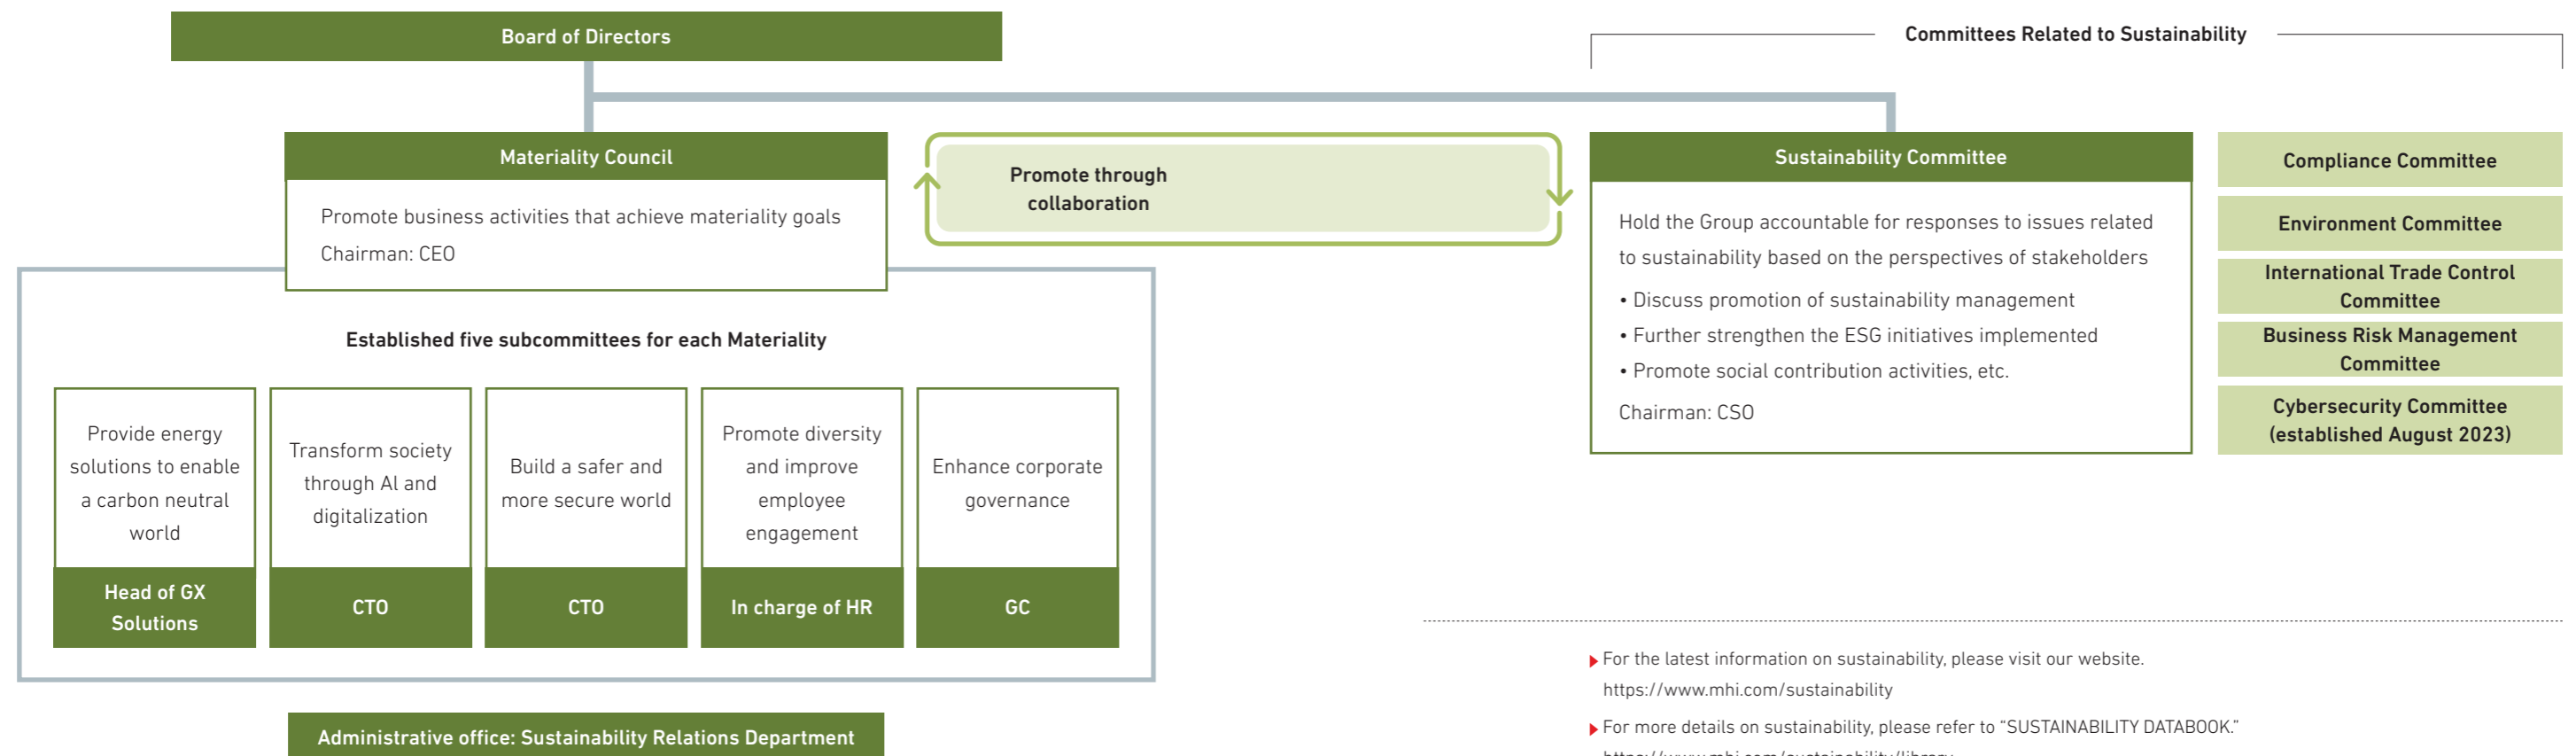 Board of Directors
Committees Related to Sustainability
Materiality Council
Promote business activities that achieve materiality goals
Chairman: CEO
Promote through
collaboration
Sustainability Committee
Hold the Group accountable for responses to issues related
to sustainability based on the perspectives of stakeholders
• Discuss promotion of sustainability management
• Further strengthen the ESG initiatives implemented
• Promote social contribution activities, etc.
Chairman: CSO
Compliance Committee
Environment Committee
International Trade Control
Committee
Business Risk Management
Committee
Cybersecurity Committee
(established August 2023)
Established five subcommittees for each Materiality
Provide energy
solutions to enable
a carbon neutral
world
Head of GX
Solutions
Transform society
through AI and
digitalization
CTO
Build a safer and
more secure world
CTO
Promote diversity
and improve
employee
engagement
In charge of HR
Enhance corporate
governance
GC
Administrative office: Sustainability Relations Department
For the latest information on sustainability, please visit our website.
https://www.mhi.com/sustainability
For more details on sustainability, please refer to “SUSTAINABILITY DATABOOK.”
https://www.mhi.com/sustainability/library